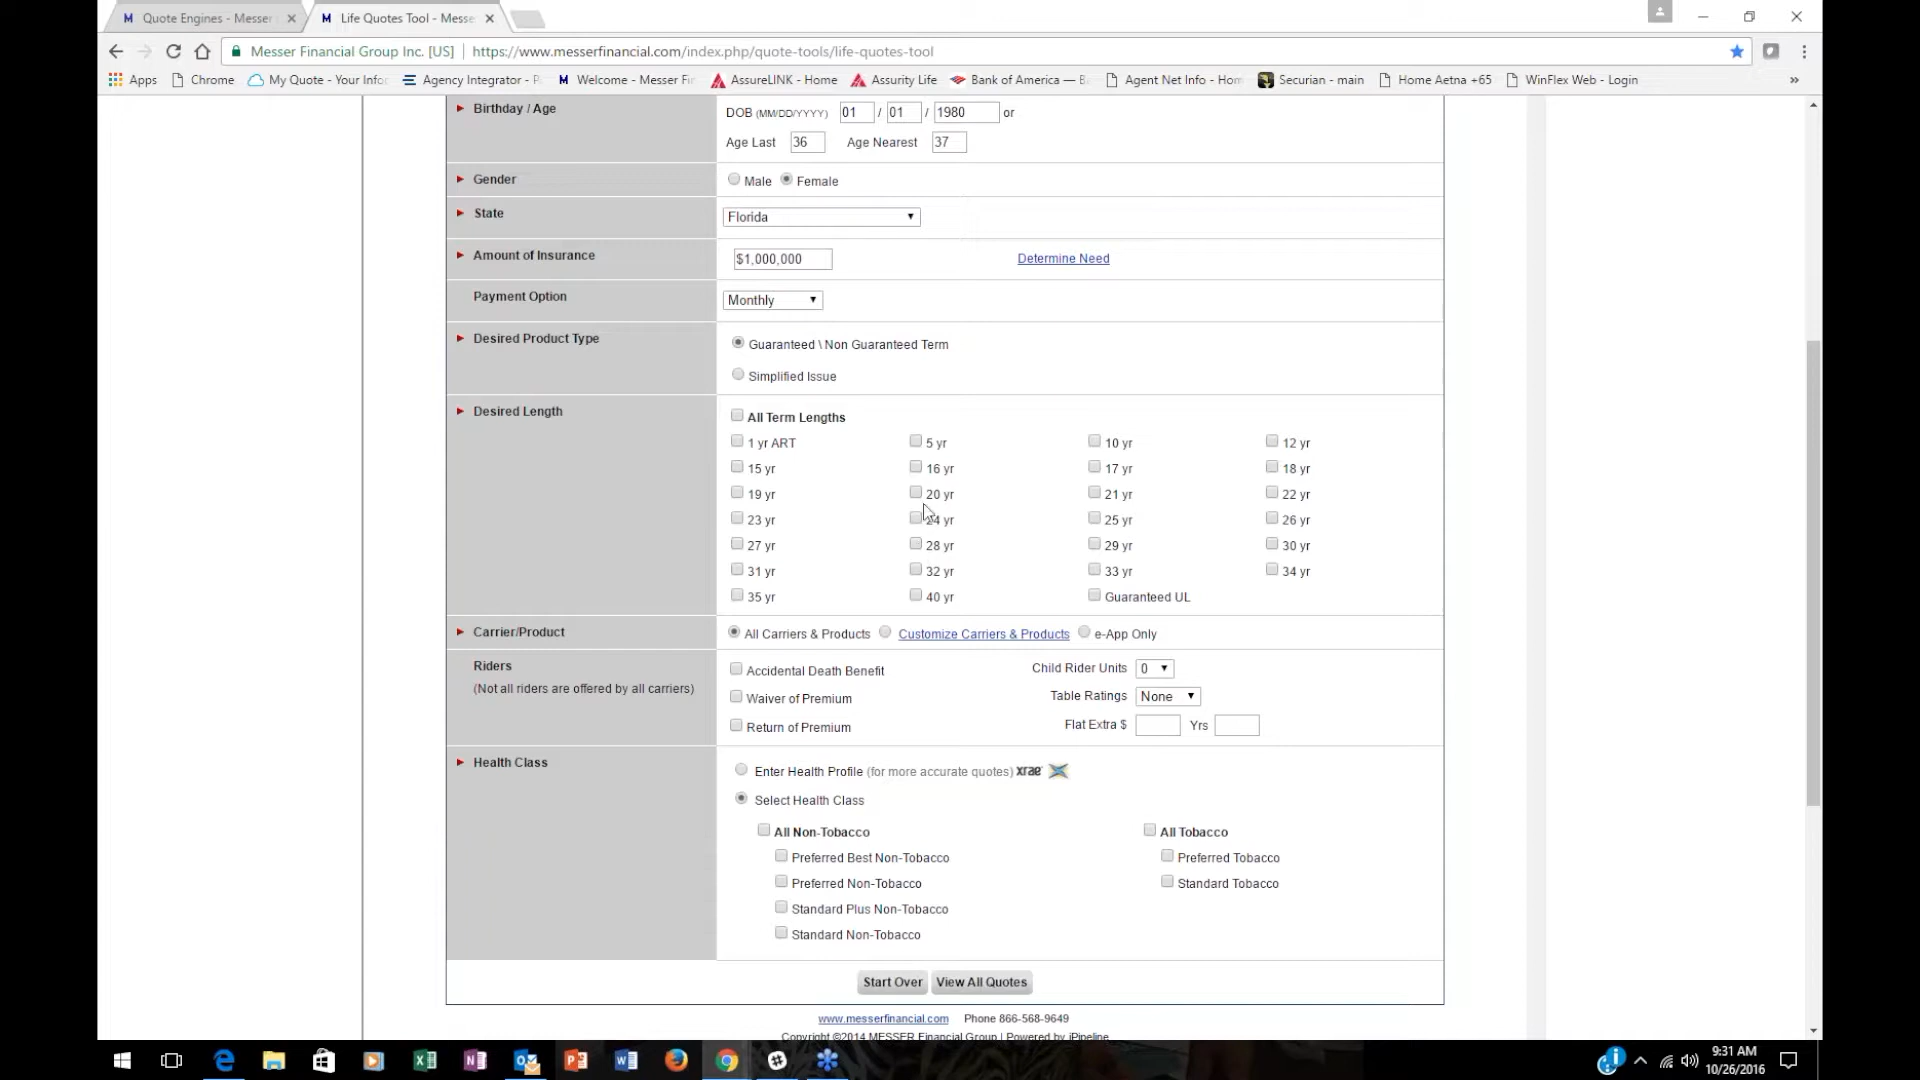 Quote Engines - Messer
Life Quotes Tool - Messe
Messer Financial Group Inc. [US]
https://www.messerfinancial.com/index.php/quote-tools/life-quotes-tool
Apps
Chrome
My Quote - Your Info
Agency Integrator - P
Welcome - Messer Fi
AssureLINK - Home
Assurity Life
Bank of America — B
Agent Net Info - Hom
Securian - main
Home Aetna +65
WinFlex Web - Login
»
Birthday / Age
DOB (MM/DD/YYYY) 01 / 01 / 1980 or
Age Last 36 Age Nearest 37
Gender
Male Female
State
Florida
Amount of Insurance
$1,000,000
Determine Need
Payment Option
Monthly
Desired Product Type
Guaranteed \ Non Guaranteed Term
Simplified Issue
Desired Length
All Term Lengths
1 yr ART 5 yr 10 yr 12 yr
15 yr 16 yr 17 yr 18 yr
19 yr 20 yr 21 yr 22 yr
23 yr 24 yr 25 yr 26 yr
27 yr 28 yr 29 yr 30 yr
31 yr 32 yr 33 yr 34 yr
35 yr 40 yr Guaranteed UL
Carrier/Product
All Carriers & Products Customize Carriers & Products e-App Only
Riders
(Not all riders are offered by all carriers)
Accidental Death Benefit Child Rider Units 0
Waiver of Premium Table Ratings None
Return of Premium Flat Extra $ Yrs
Health Class
Enter Health Profile (for more accurate quotes) xrae
Select Health Class
All Non-Tobacco All Tobacco
Preferred Best Non-Tobacco Preferred Tobacco
Preferred Non-Tobacco Standard Tobacco
Standard Plus Non-Tobacco
Standard Non-Tobacco
Start Over View All Quotes
www.messerfinancial.com Phone 866-568-9649
Copyright ©2014 MESSER Financial Group | Powered by iPipeline
9:31 AM
10/26/2016